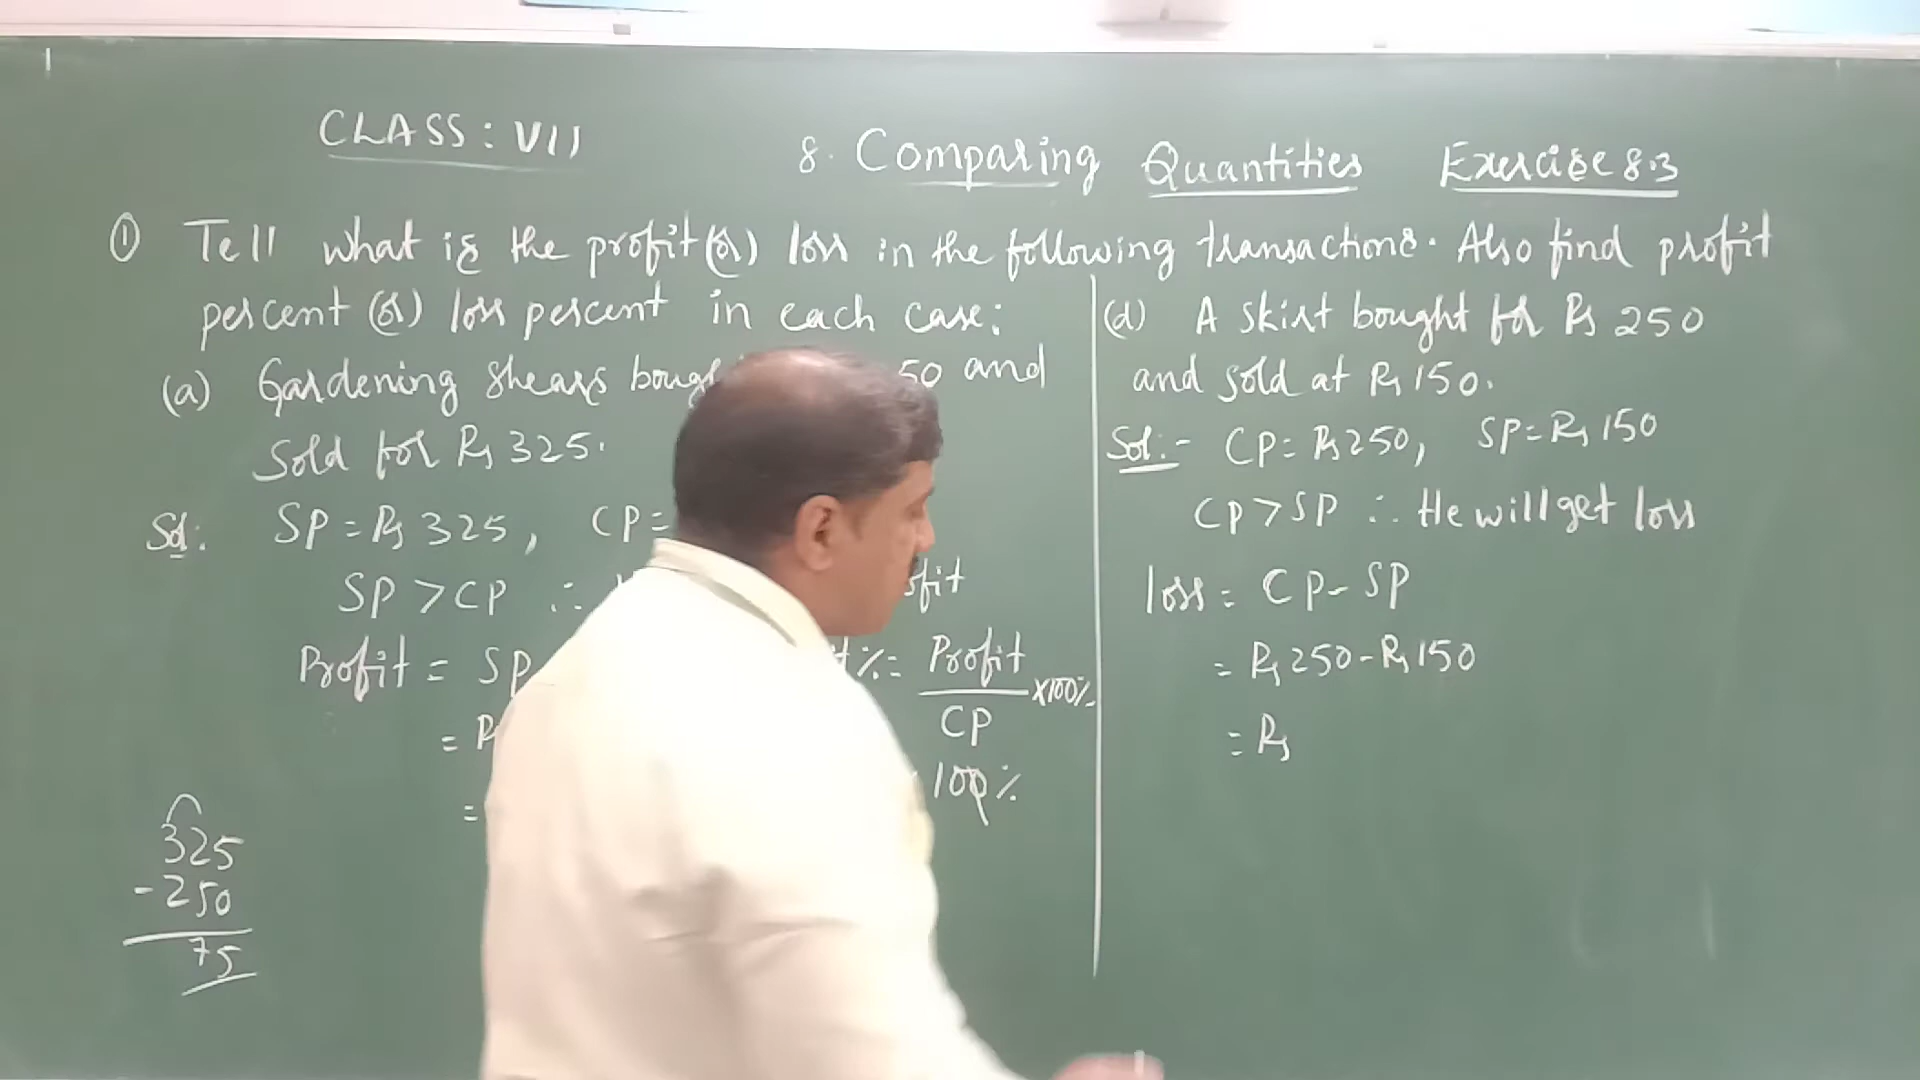 CLASS: VII
8. Comparing Quantities Exercise 8.3
① Tell what is the profit (or) loss in the following transactions. Also find profit
percent (or) loss percent in each case:
(a) Gardening shears 50 and
Sold for Rs 325.
Sol: SP = Rs 325, CP =
SP > CP ∴
Profit = SP %= Profit/CP ×100%
=
= 100%
325
-250
75
(d) A skirt bought for Rs 250
and sold at Rs 150.
Sol:- CP = Rs 250, SP = Rs 150
CP > SP ∴ He will get loss
loss = CP - SP
= Rs 250 - Rs 150
= Rs